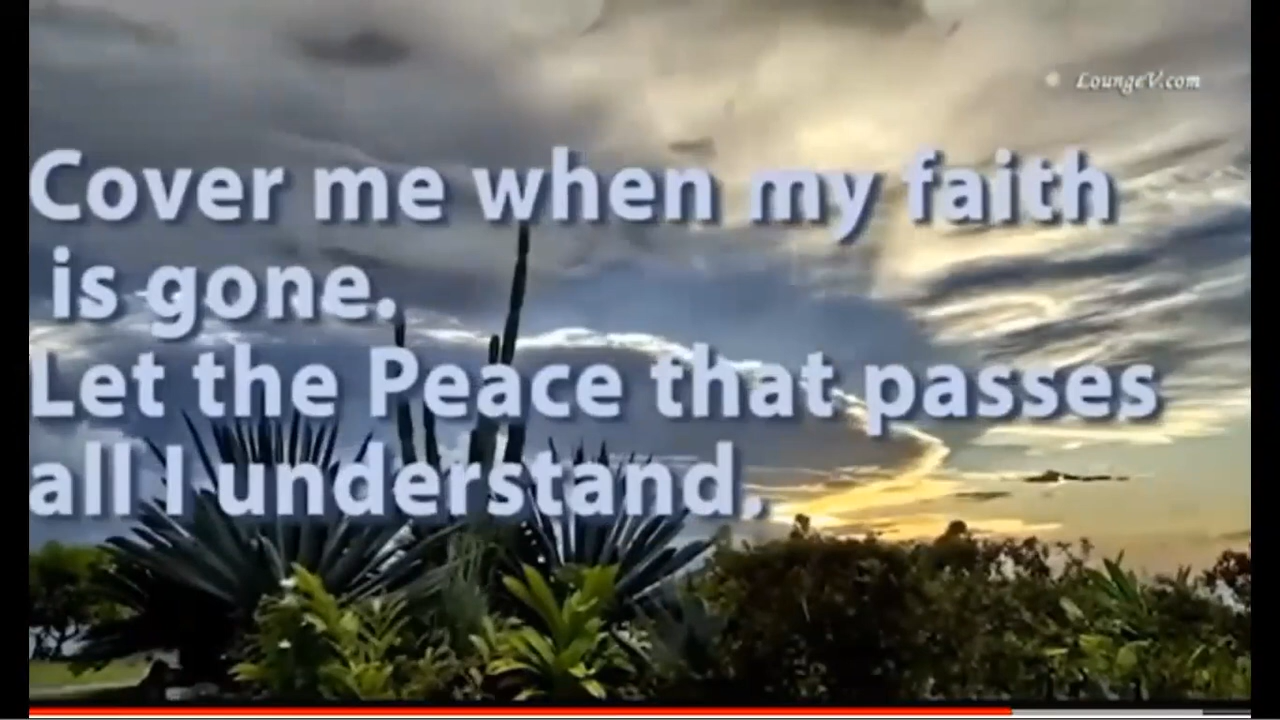 LoungeV.com
Cover me when my faith
is gone.
Let the Peace that passes
all I understand.